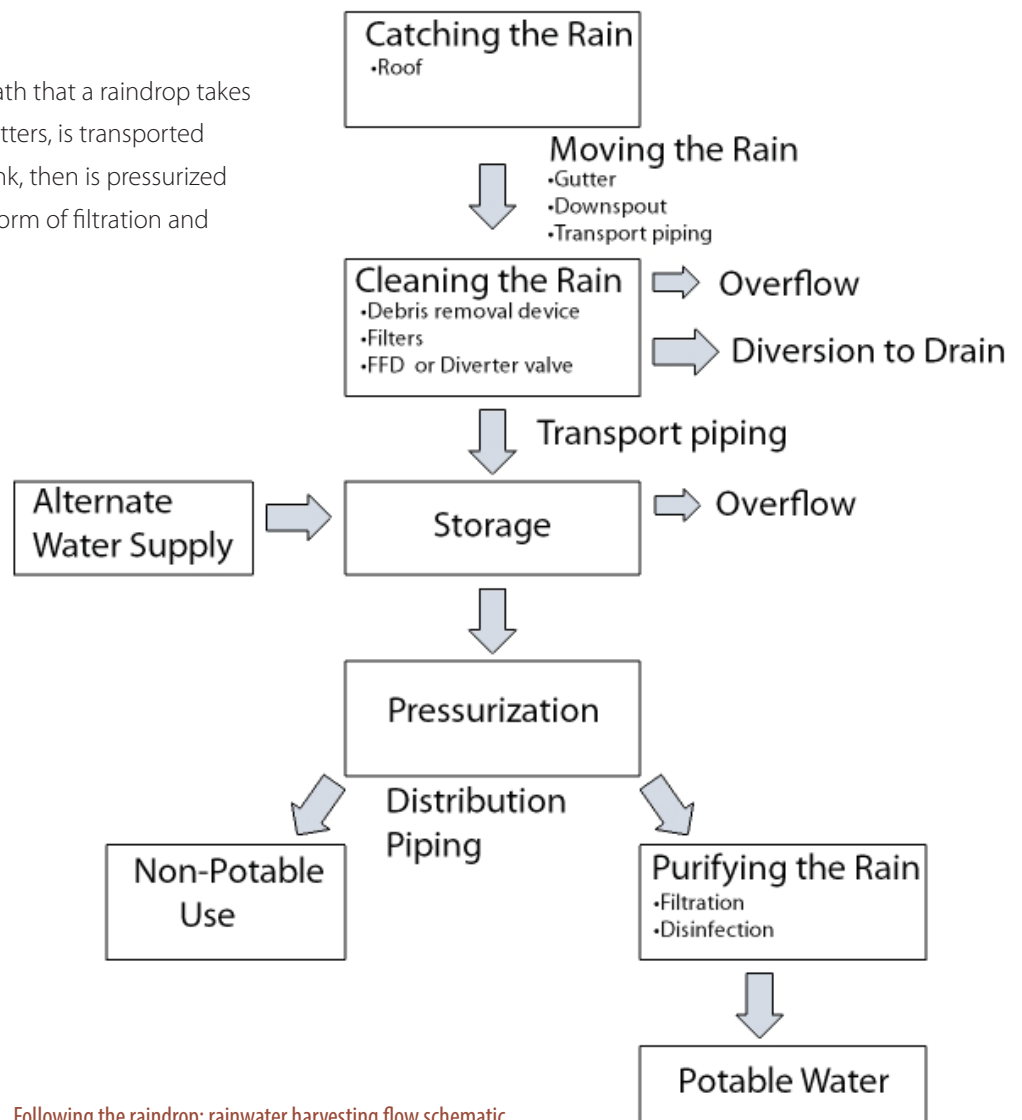 Catching the Rain
•Roof
ath that a raindrop takes
tters, is transported
nk, then is pressurized
orm of filtration and
Moving the Rain
•Gutter
•Downspout
•Transport piping
Cleaning the Rain
•Debris removal device
•Filters
•FFD or Diverter valve
Overflow
Diversion to Drain
Transport piping
Alternate
Water Supply
Storage
Overflow
Pressurization
Distribution
Piping
Non-Potable
Use
Purifying the Rain
•Filtration
•Disinfection
Potable Water
Following the raindrop: rainwater harvesting flow schematic